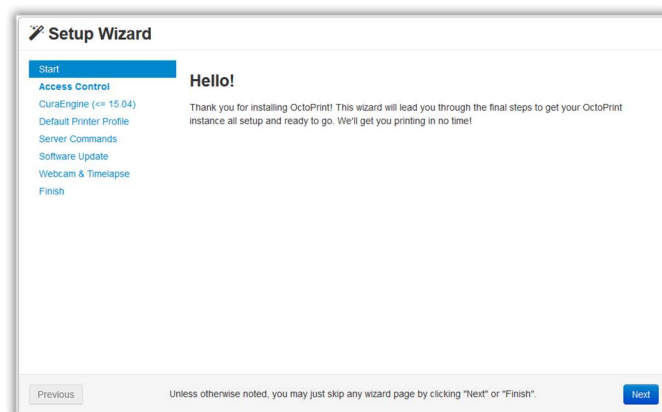 Setup Wizard
Start
Access Control
CuraEngine (<= 15.04)
Default Printer Profile
Server Commands
Software Update
Webcam & Timelapse
Finish
Hello!
Thank you for installing OctoPrint! This wizard will lead you through the final steps to get your OctoPrint
instance all setup and ready to go. We'll get you printing in no time!
Previous
Unless otherwise noted, you may just skip any wizard page by clicking "Next" or "Finish".
Next